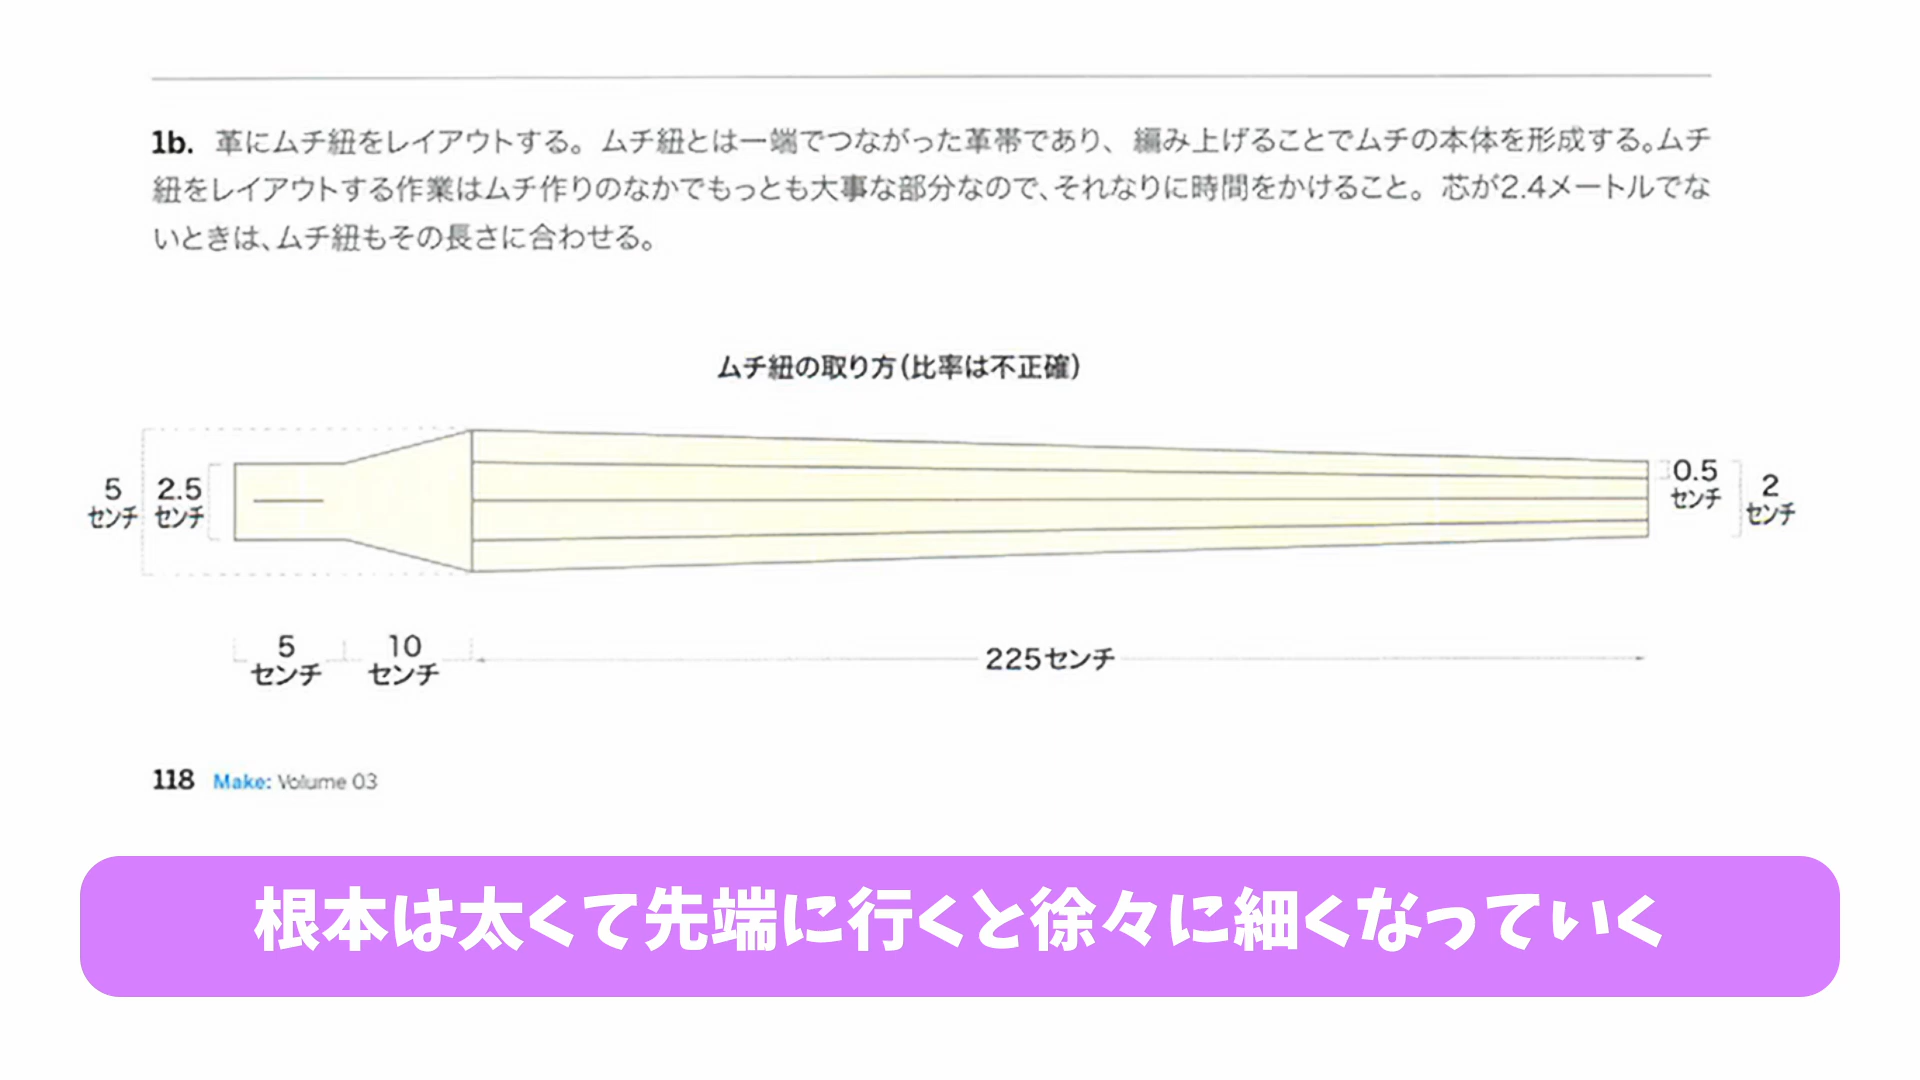 1b. 革にムチ紐をレイアウトする。ムチ紐とは一端でつながった革帯であり、編み上げることでムチの本体を形成する。ムチ
紐をレイアウトする作業はムチ作りのなかでもっとも大事な部分なので、それなりに時間をかけること。芯が2.4メートルでな
いときは、ムチ紐もその長さに合わせる。
ムチ紐の取り方(比率は不正確)
5
センチ
2.5
センチ
0.5
センチ
2
センチ
5
センチ
10
センチ
225センチ
118 Make: Volume 03
根本は太くて先端に行くと徐々に細くなっていく